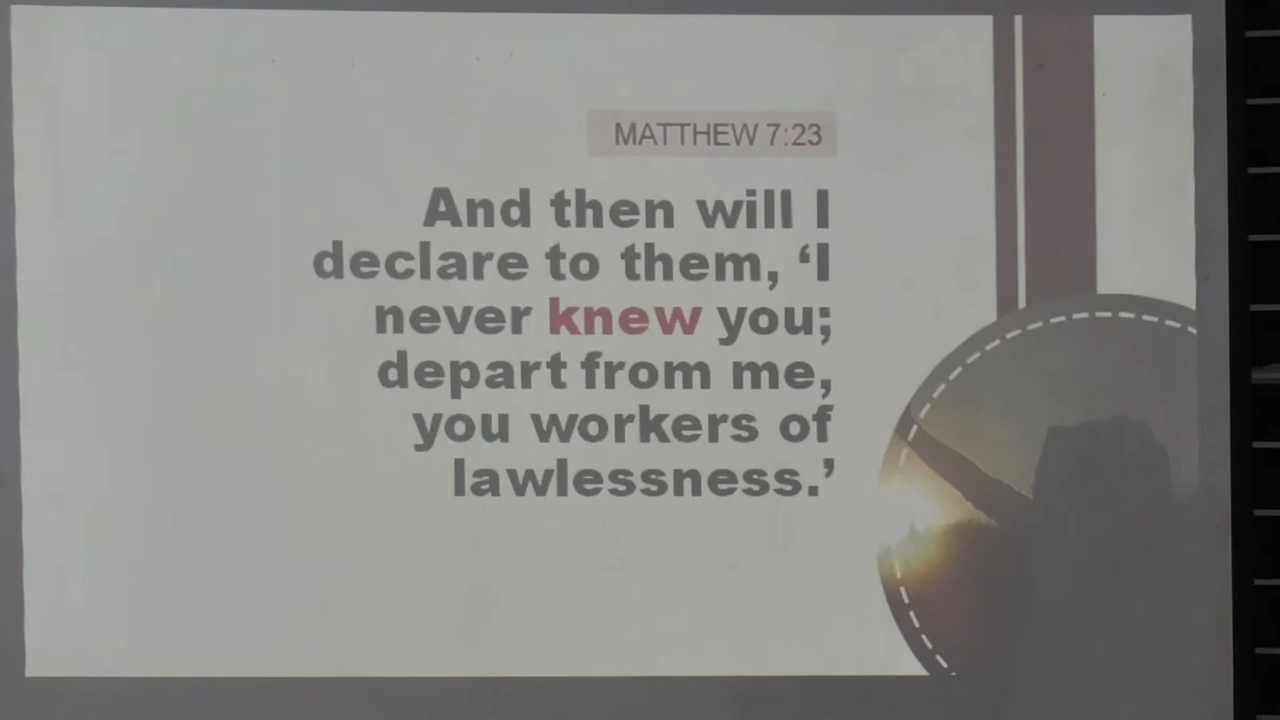 MATTHEW 7:23
And then will I
declare to them, ‘I
never knew you;
depart from me,
you workers of
lawlessness.’